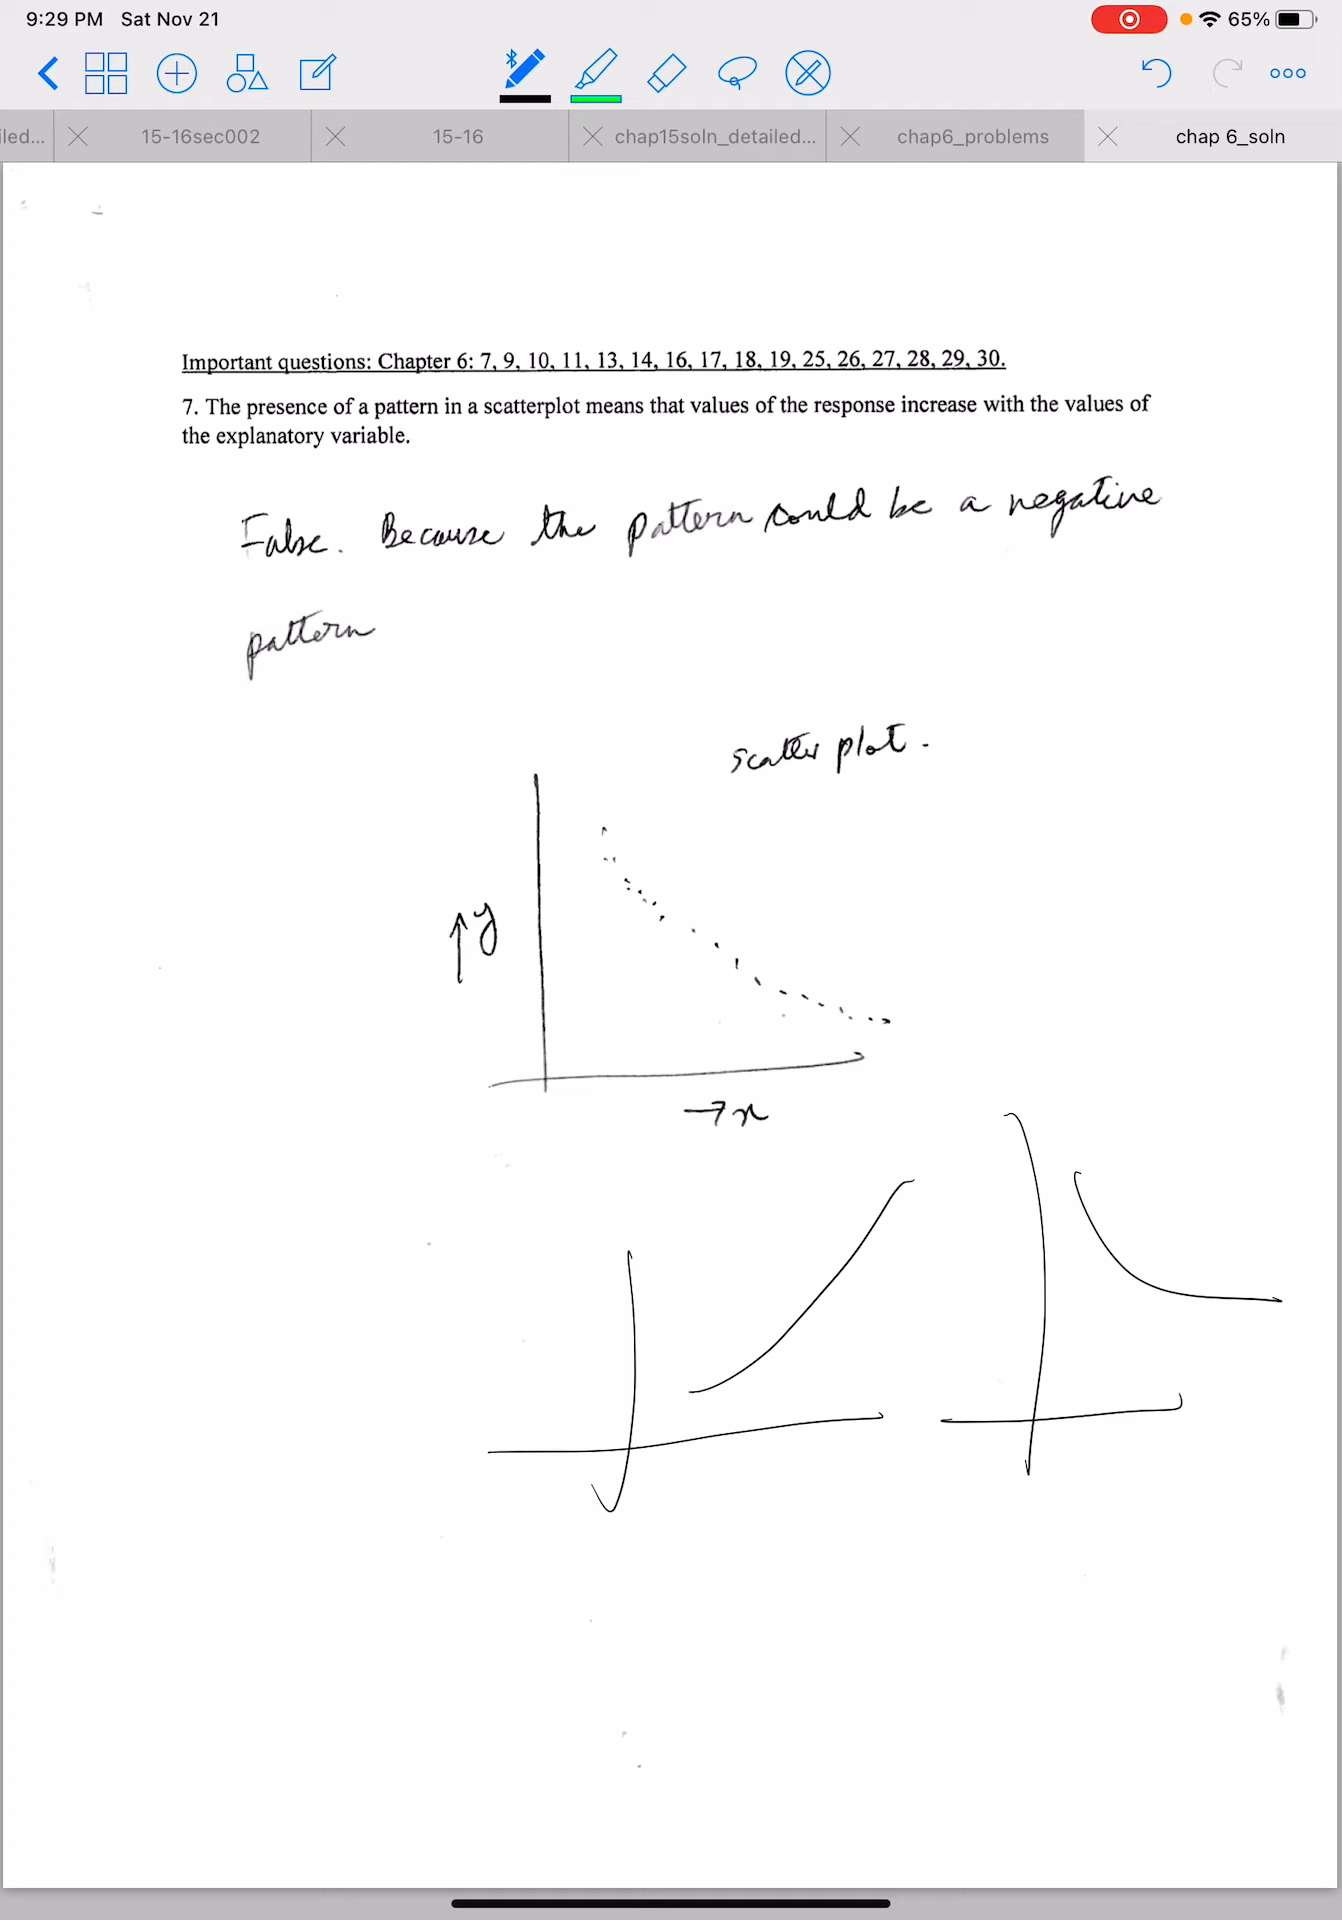 9:29 PM Sat Nov 21
65%
iled... 15-16sec002 15-16 chap15soln_detailed... chap6_problems chap 6_soln
Important questions: Chapter 6: 7, 9, 10, 11, 13, 14, 16, 17, 18, 19, 25, 26, 27, 28, 29, 30.
7. The presence of a pattern in a scatterplot means that values of the response increase with the values of
the explanatory variable.
False. Because the pattern could be a negative
pattern
scatter plot.
↑y
→x